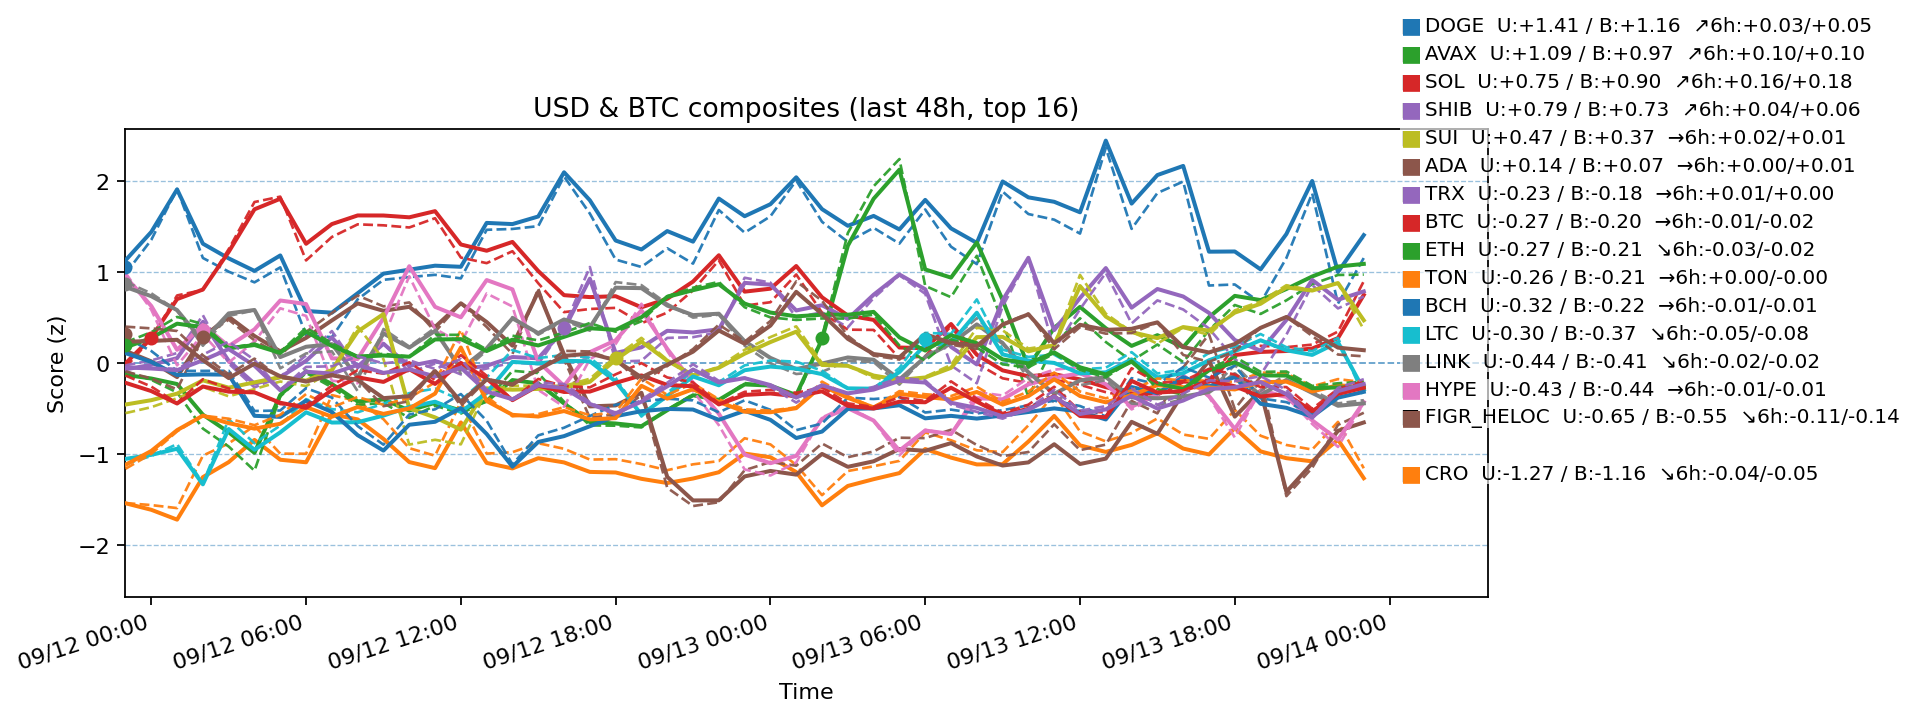 DOGE U:+1.41 / B:+1.16 ↗6h:+0.03/+0.05
AVAX U:+1.09 / B:+0.97 ↗6h:+0.10/+0.10
SOL U:+0.75 / B:+0.90 ↗6h:+0.16/+0.18
SHIB U:+0.79 / B:+0.73 ↗6h:+0.04/+0.06
SUI U:+0.47 / B:+0.37 →6h:+0.02/+0.01
ADA U:+0.14 / B:+0.07 →6h:+0.00/+0.01
TRX U:-0.23 / B:-0.18 →6h:+0.01/+0.00
BTC U:-0.27 / B:-0.20 →6h:-0.01/-0.02
ETH U:-0.27 / B:-0.21 ↘6h:-0.03/-0.02
TON U:-0.26 / B:-0.21 →6h:+0.00/-0.00
BCH U:-0.32 / B:-0.22 →6h:-0.01/-0.01
LTC U:-0.30 / B:-0.37 ↘6h:-0.05/-0.08
LINK U:-0.44 / B:-0.41 ↘6h:-0.02/-0.02
HYPE U:-0.43 / B:-0.44 →6h:-0.01/-0.01
FIGR_HELOC U:-0.65 / B:-0.55 ↘6h:-0.11/-0.14
CRO U:-1.27 / B:-1.16 ↘6h:-0.04/-0.05
USD & BTC composites (last 48h, top 16)
Score (z)
2
1
0
−1
−2
09/12 00:00
09/12 06:00
09/12 12:00
09/12 18:00
09/13 00:00
09/13 06:00
09/13 12:00
09/13 18:00
09/14 00:00
Time